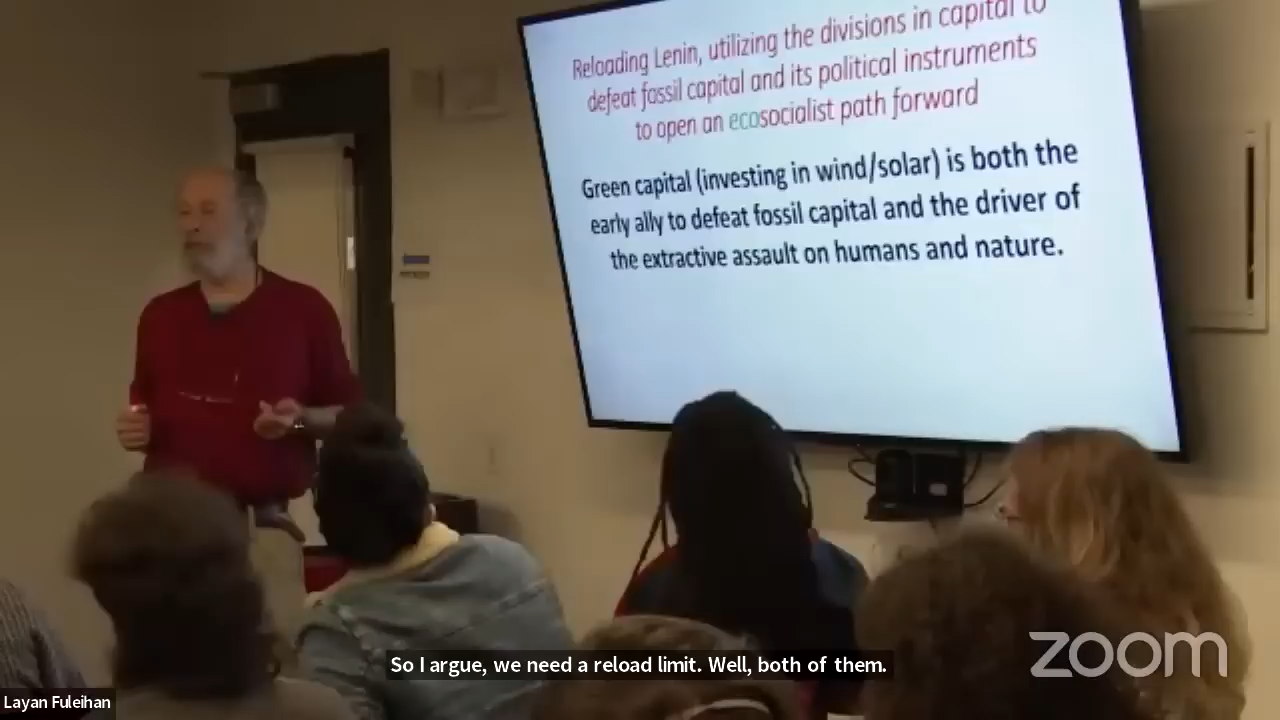 Reloading Lenin, utilizing the divisions in capital to
defeat fossil capital and its political instruments
to open an ecosocialist path forward
Green capital (investing in wind/solar) is both the
early ally to defeat fossil capital and the driver of
the extractive assault on humans and nature.
zoom
So I argue, we need a reload limit. Well, both of them.
Layan Fuleihan